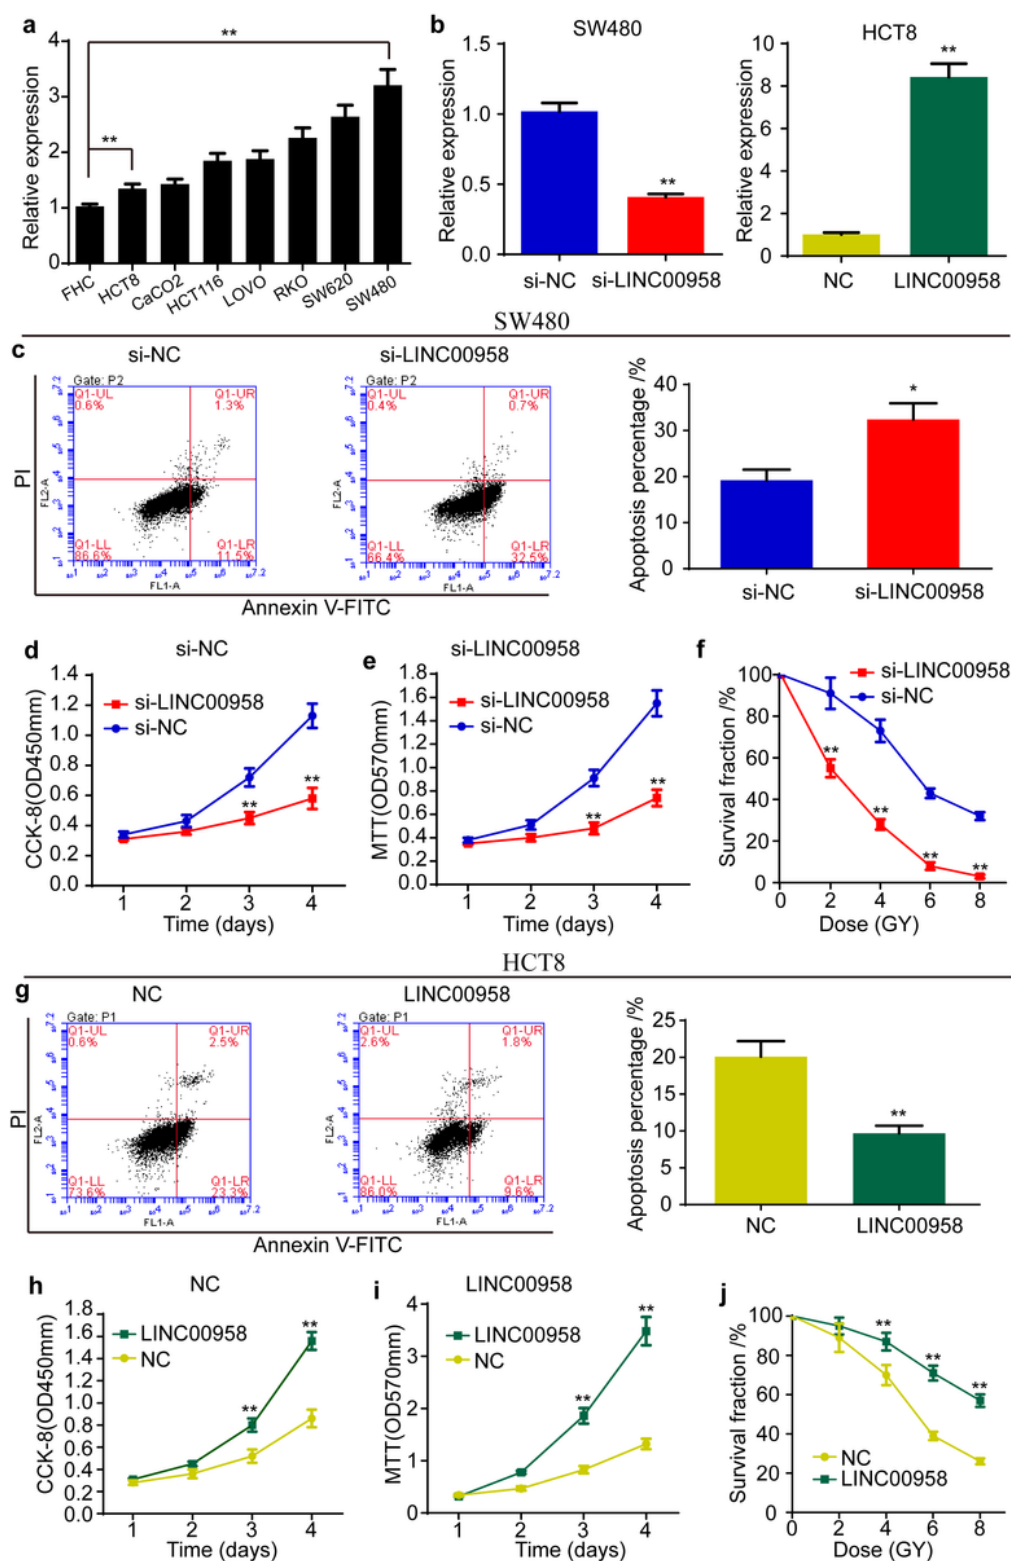 a
**
**
Relative expression
4
3
2
1
0
FHC
HCT8
CaCO2
HCT116
LOVO
RKO
SW620
SW480
b
SW480
Relative expression
1.5
1.0
0.5
0.0
**
si-NC
si-LINC00958
HCT8
Relative expression
10
8
6
4
2
0
**
NC
LINC00958
SW480
c
si-NC
Gate: P2
Q1-UL
0.6%
Q1-UR
1.3%
Q1-LL
86.6%
Q1-LR
11.5%
FL2-A
FL1-A
PI
si-LINC00958
Gate: P2
Q1-UL
0.4%
Q1-UR
0.7%
Q1-LL
66.4%
Q1-LR
32.5%
FL2-A
FL1-A
Annexin V-FITC
Apoptosis percentage /%
40
30
20
10
0
*
si-NC
si-LINC00958
d
si-NC
CCK-8(OD450mm)
1.4
1.2
1.0
0.8
0.6
0.4
0.2
0.0
si-LINC00958
si-NC
**
**
1 2 3 4
Time (days)
e
si-LINC00958
MTT(OD570mm)
1.8
1.6
1.4
1.2
1.0
0.8
0.6
0.4
0.2
0.0
si-LINC00958
si-NC
**
**
1 2 3 4
Time (days)
f
Survival fraction /%
100
80
60
40
20
0
si-LINC00958
si-NC
**
**
**
**
0 2 4 6 8
Dose (GY)
HCT8
g
NC
Gate: P1
Q1-UL
0.6%
Q1-UR
2.5%
Q1-LL
73.6%
Q1-LR
23.3%
FL2-A
FL1-A
PI
LINC00958
Gate: P1
Q1-UL
2.6%
Q1-UR
1.8%
Q1-LL
86.0%
Q1-LR
9.6%
FL2-A
FL1-A
Annexin V-FITC
Apoptosis percentage /%
25
20
15
10
5
0
**
NC
LINC00958
h
NC
CCK-8(OD450mm)
1.8
1.6
1.4
1.2
1.0
0.8
0.6
0.4
0.2
0.0
LINC00958
NC
**
**
1 2 3 4
Time (days)
i
LINC00958
MTT(OD570mm)
4
3
2
1
0
LINC00958
NC
**
**
1 2 3 4
Time (days)
j
Survival fraction /%
100
80
60
40
20
0
**
**
**
NC
LINC00958
0 2 4 6 8
Dose (GY)